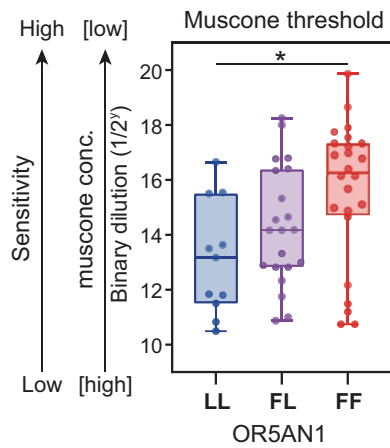 Muscone threshold
High
[low]
Sensitivity
muscone conc.
Binary dilution (1/2ʸ)
Low
[high]
*
20
18
16
14
12
10
LL
FL
FF
OR5AN1